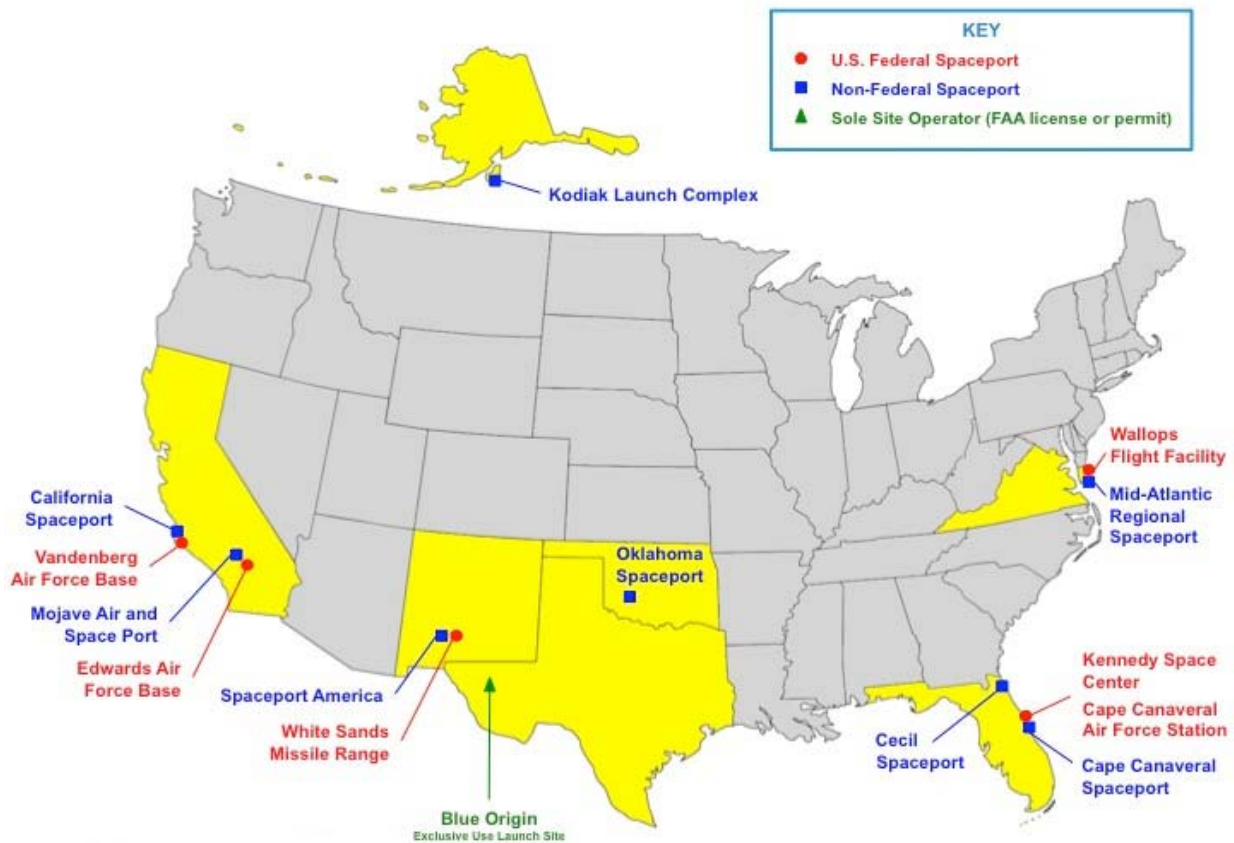 KEY
U.S. Federal Spaceport
Non-Federal Spaceport
Sole Site Operator (FAA license or permit)
Kodiak Launch Complex
Wallops
Flight Facility
Mid-Atlantic
Regional
Spaceport
California
Spaceport
Vandenberg
Air Force Base
Mojave Air and
Space Port
Edwards Air
Force Base
Oklahoma
Spaceport
Spaceport America
White Sands
Missile Range
Blue Origin
Exclusive Use Launch Site
Kennedy Space
Center
Cape Canaveral
Air Force Station
Cecil
Spaceport
Cape Canaveral
Spaceport